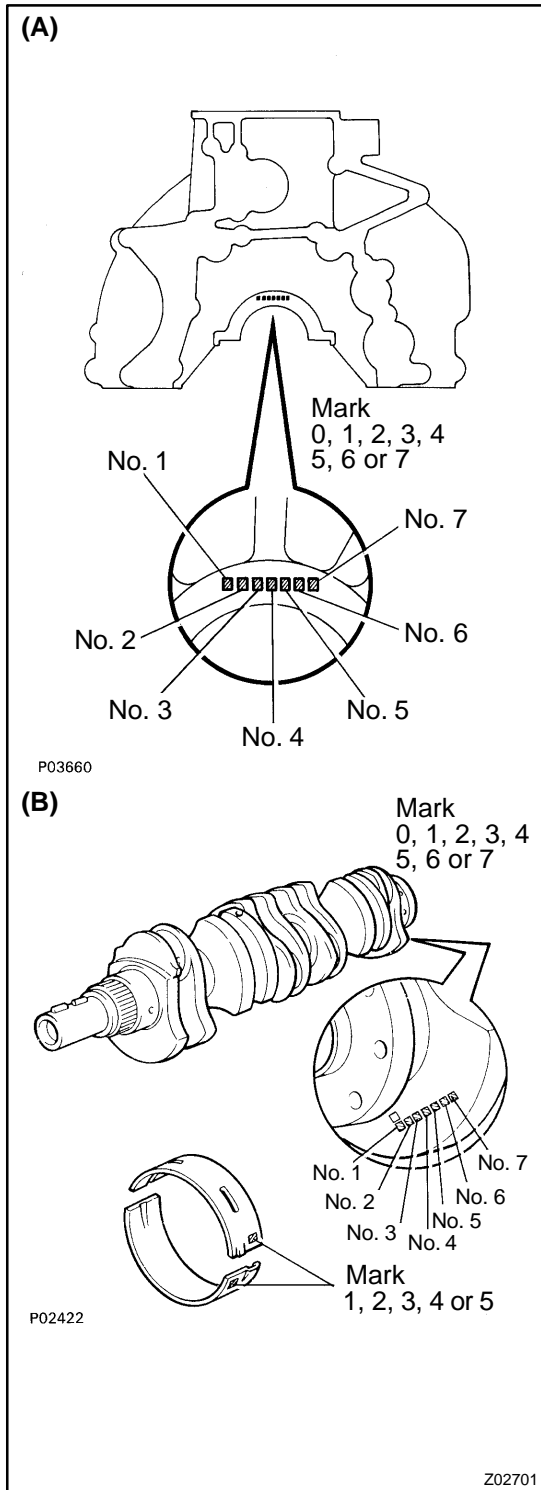 (A)
Mark
0, 1, 2, 3, 4
5, 6 or 7
No. 1
No. 7
No. 2
No. 6
No. 3
No. 5
No. 4
P03660
(B)
Mark
0, 1, 2, 3, 4
5, 6 or 7
No. 1
No. 7
No. 2
No. 6
No. 3
No. 5
No. 4
Mark
1, 2, 3, 4 or 5
P02422
Z02701